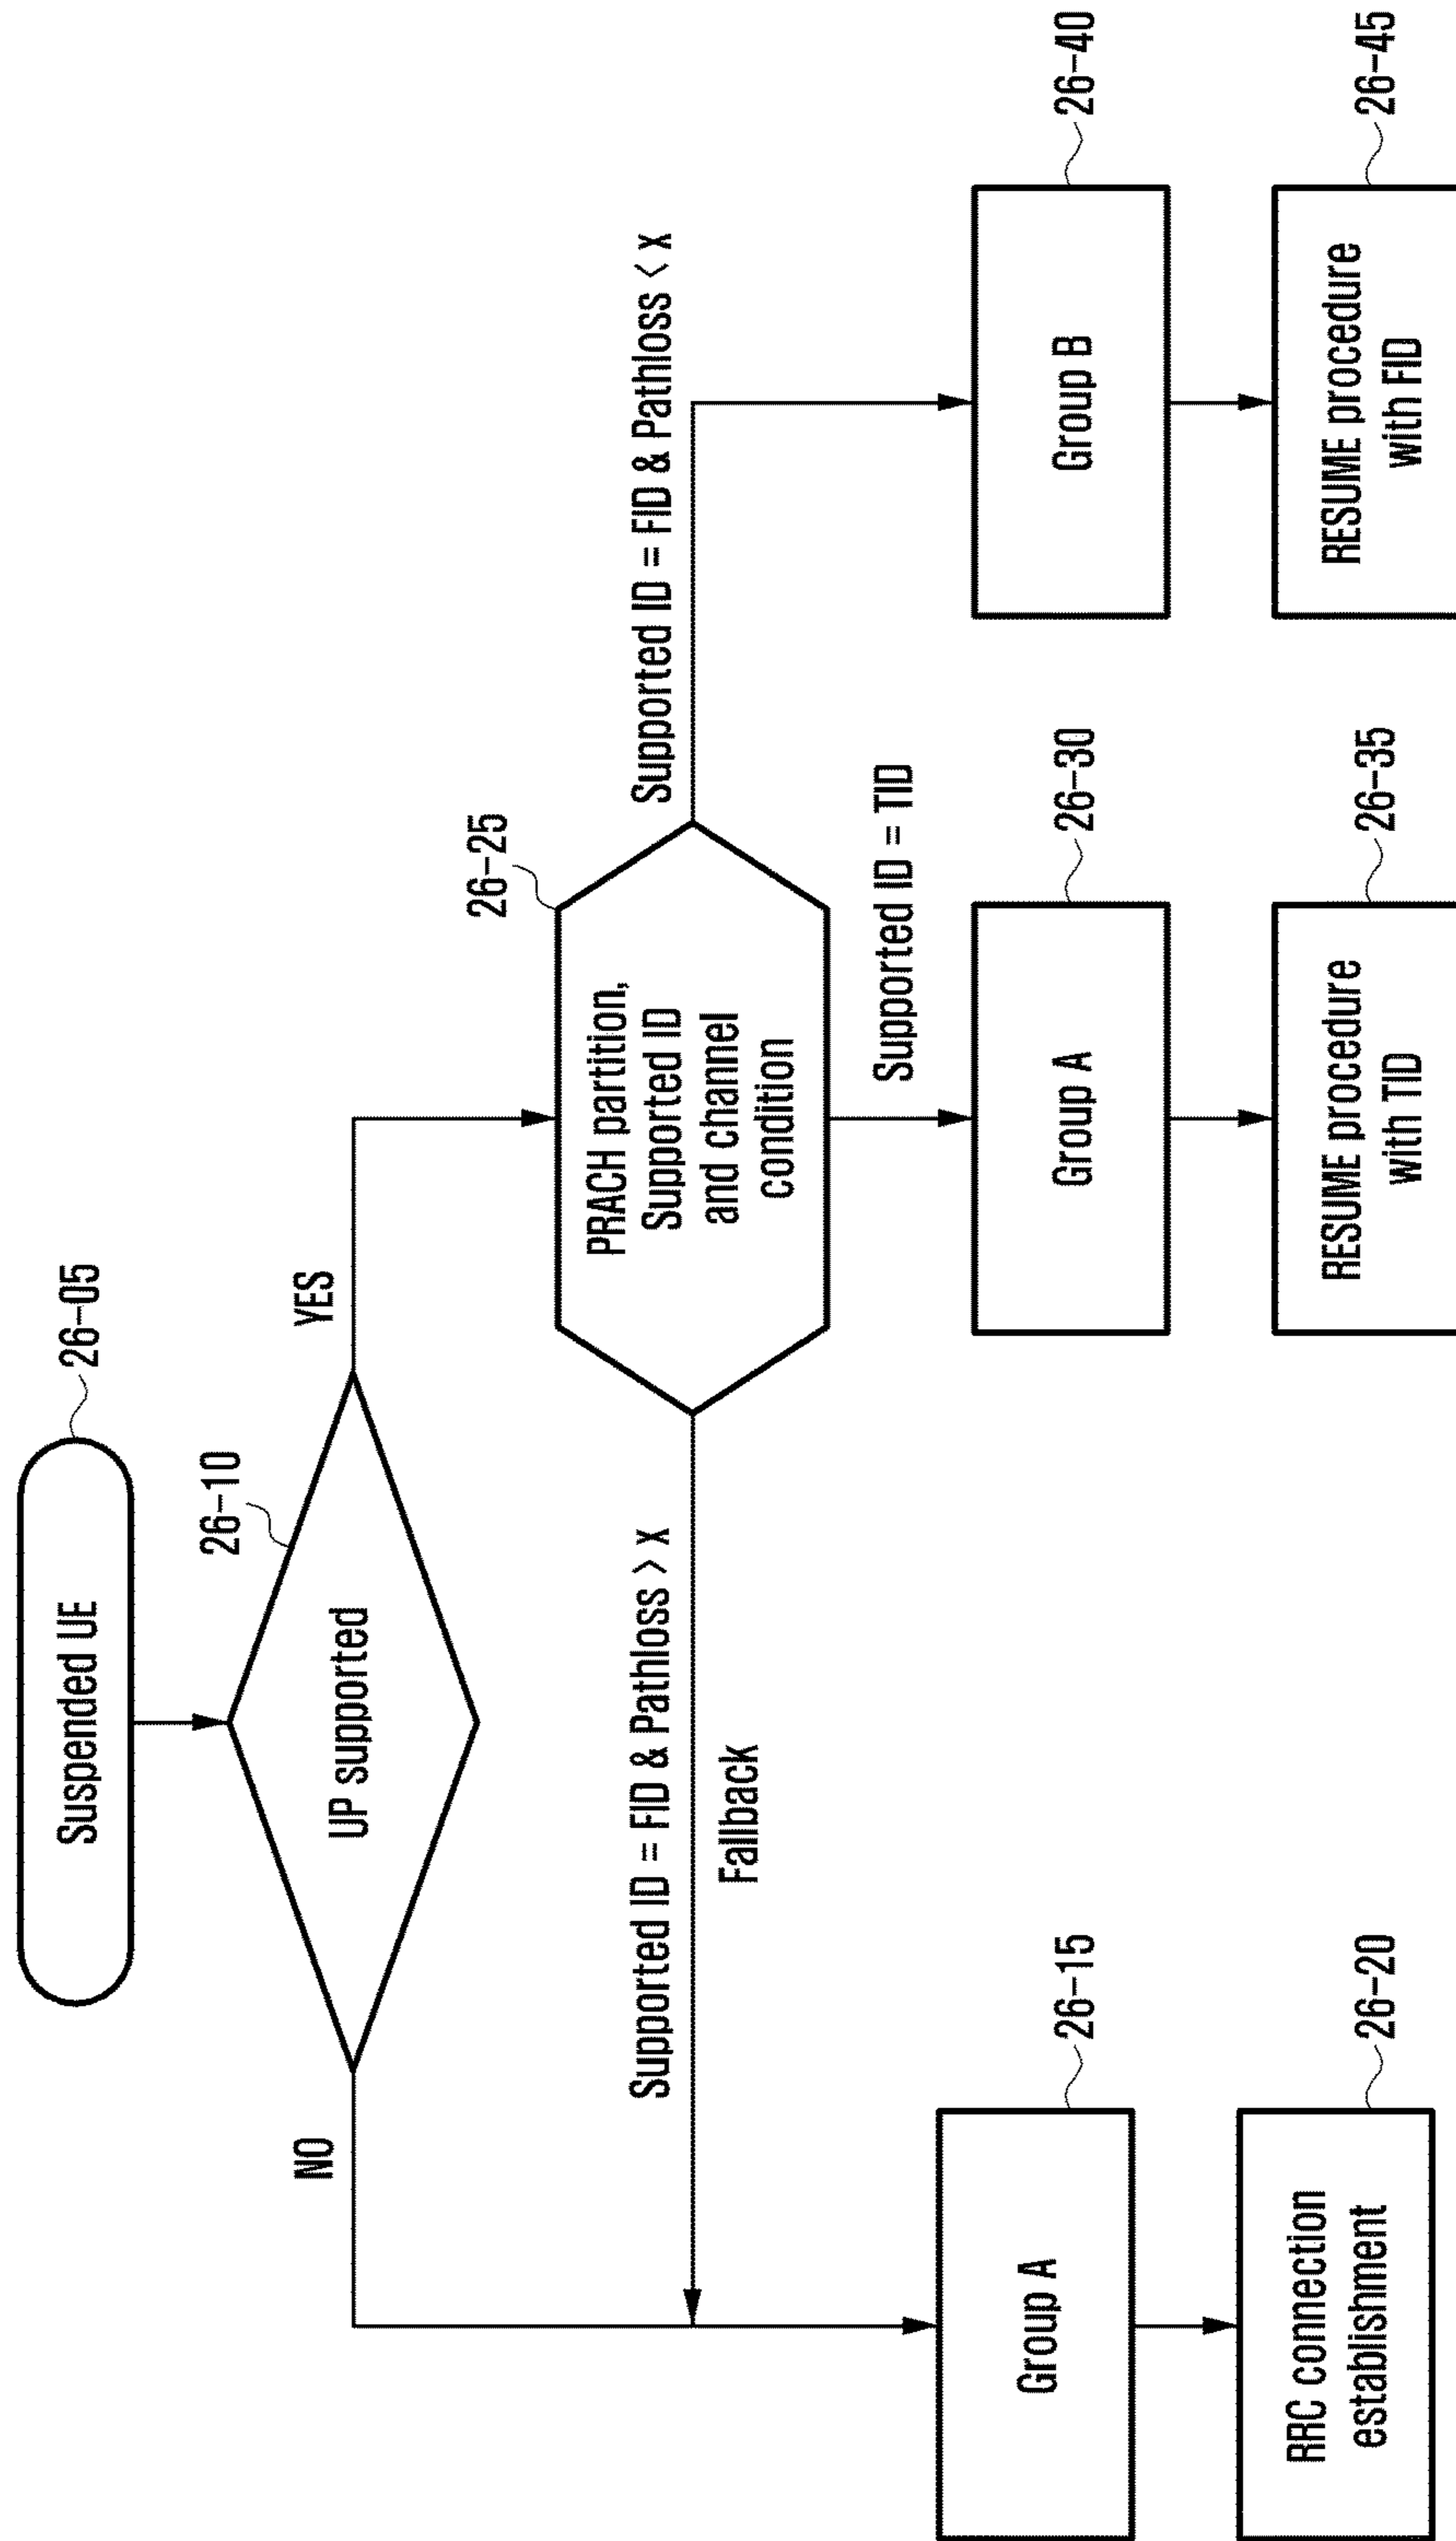 Suspended UE
26-05
UP supported
26-10
NO
YES
PRACH partition,
Supported ID
and channel
condition
26-25
Supported ID = FID & Pathloss > X
Fallback
Supported ID = FID & Pathloss < X
Supported ID = TID
Group A
26-15
RRC connection
establishment
26-20
Group A
26-30
RESUME procedure
with TID
26-35
Group B
26-40
RESUME procedure
with FID
26-45